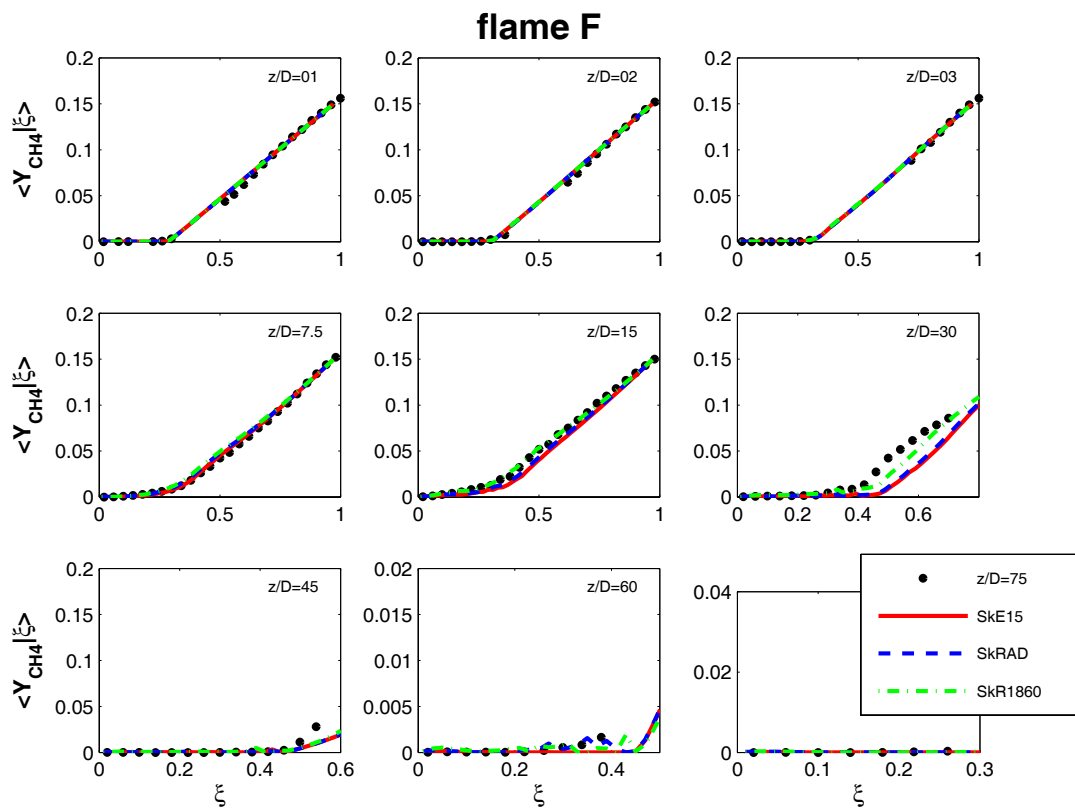 flame F
<Y_CH4|ξ>
0.2
0.15
0.1
0.05
0
z/D=01
0 0.5 1
0.2
0.15
0.1
0.05
0
z/D=02
0 0.5 1
0.2
0.15
0.1
0.05
0
z/D=03
0 0.5 1
<Y_CH4|ξ>
0.2
0.15
0.1
0.05
0
z/D=7.5
0 0.5 1
0.2
0.15
0.1
0.05
0
z/D=15
0 0.5 1
0.2
0.15
0.1
0.05
0
z/D=30
0 0.2 0.4 0.6
<Y_CH4|ξ>
0.2
0.15
0.1
0.05
0
z/D=45
0 0.2 0.4 0.6
ξ
0.02
0.015
0.01
0.005
0
z/D=60
0 0.2 0.4
ξ
0.04
0.02
0
0 0.1 0.2 0.3
ξ
z/D=75
SkE15
SkRAD
SkR1860